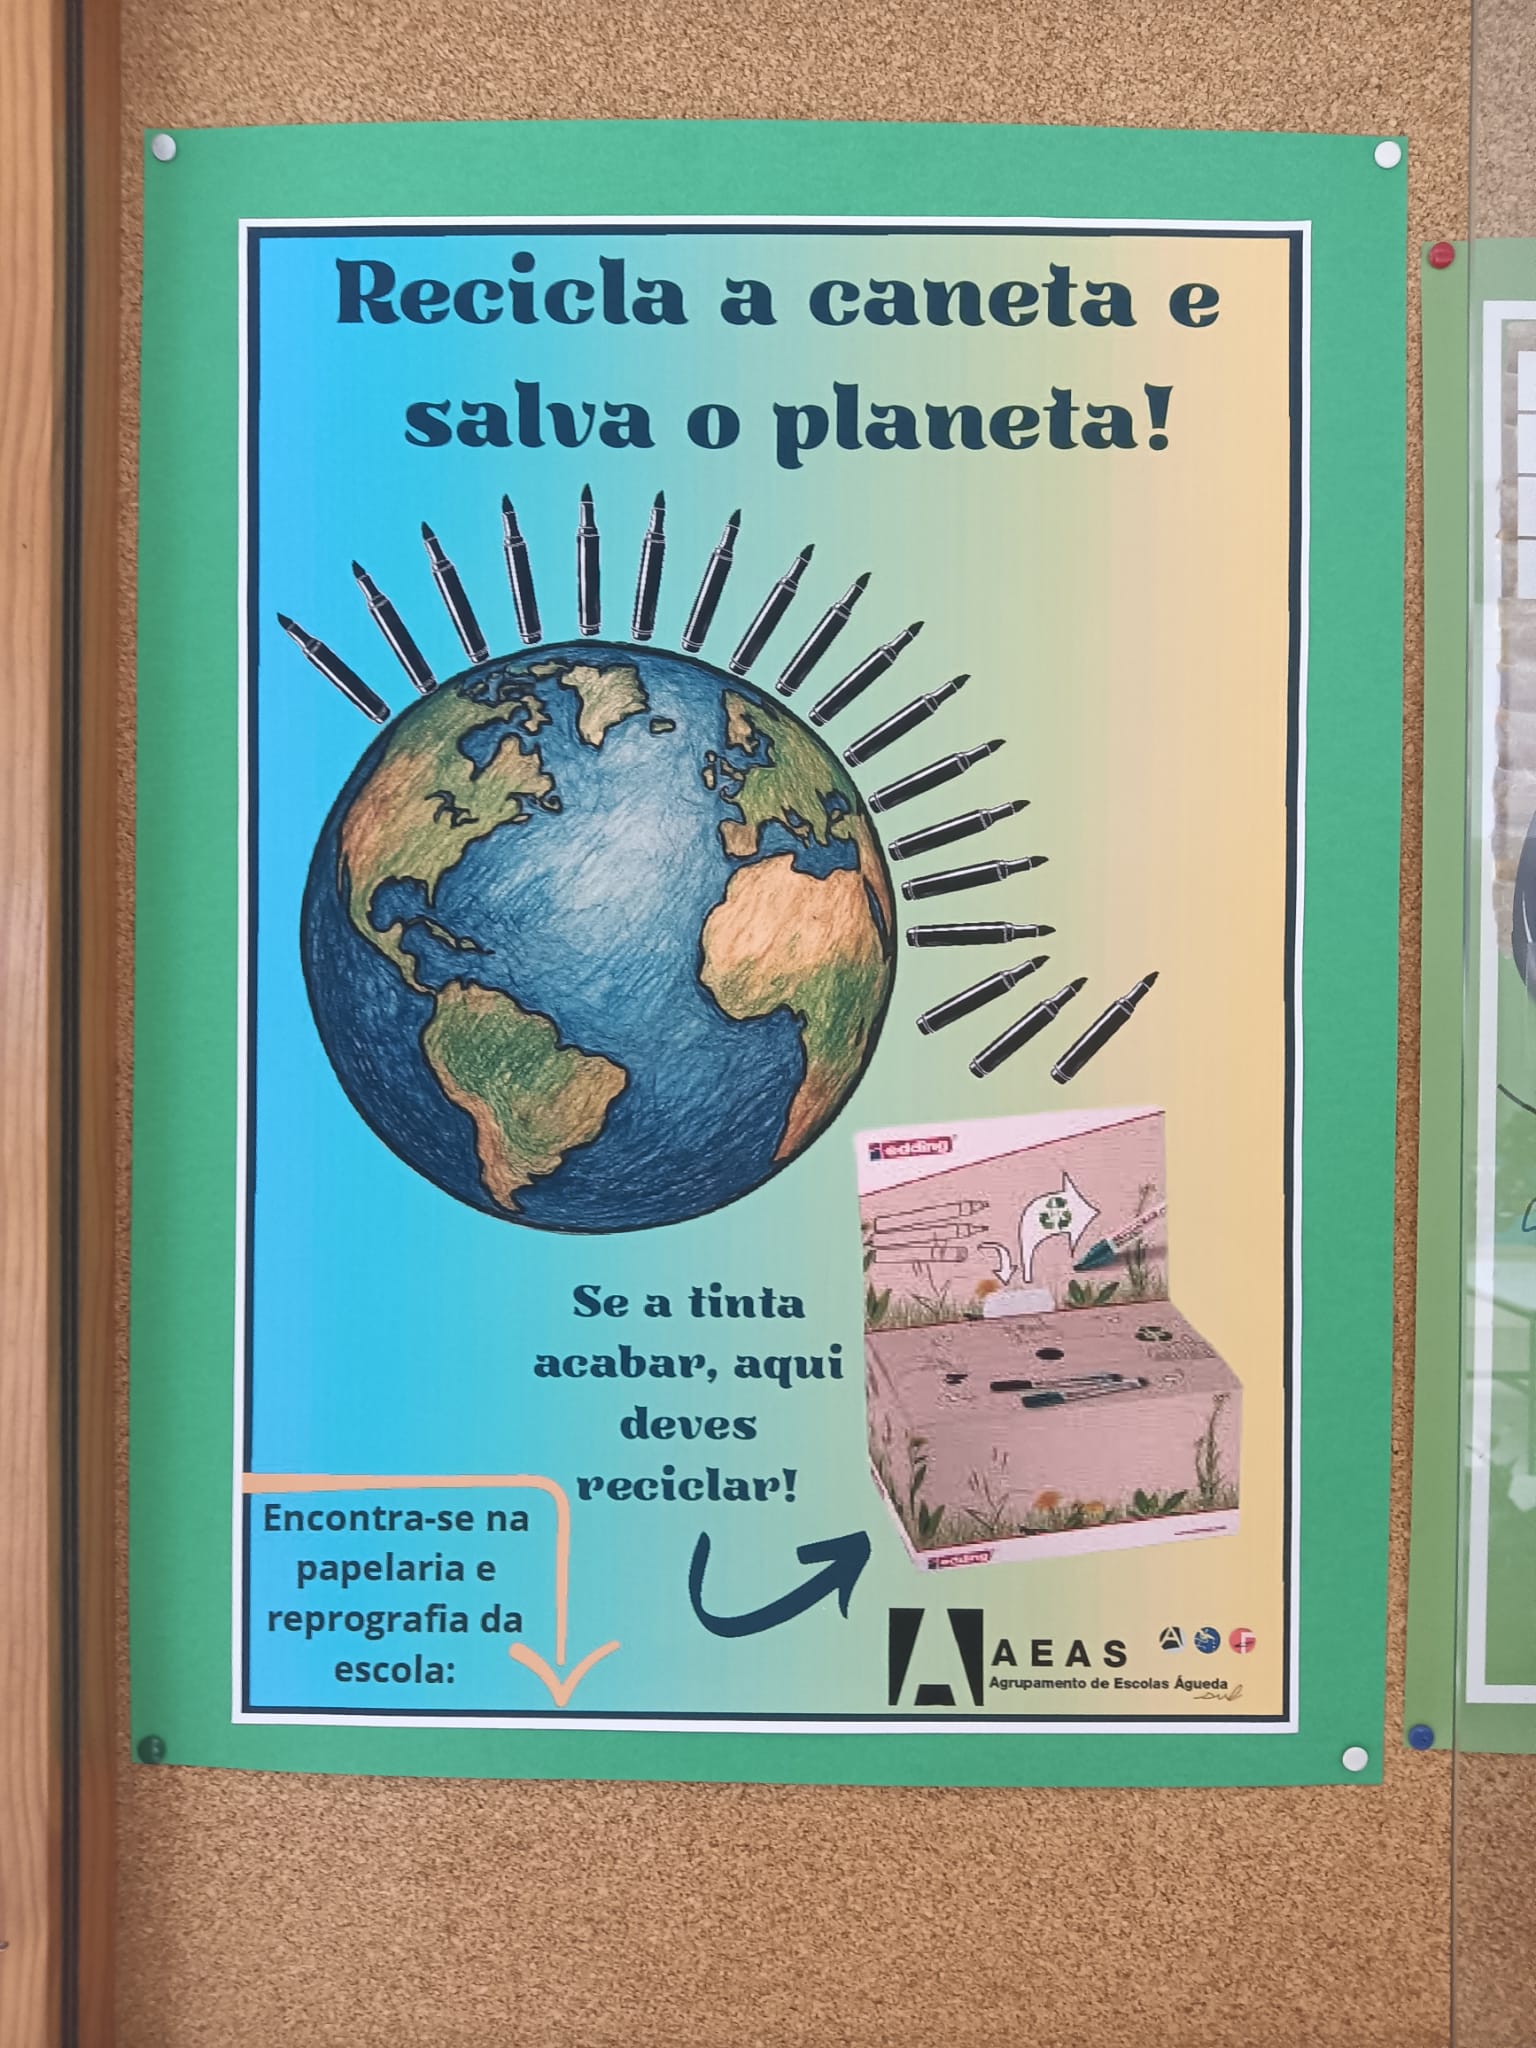 Recicla a caneta e
salva o planeta!
edding
Se a tinta
acabar, aqui
deves
reciclar!
Encontra-se na
papelaria e
reprografia da
escola:
edding
AEAS
Agrupamento de Escolas Águeda